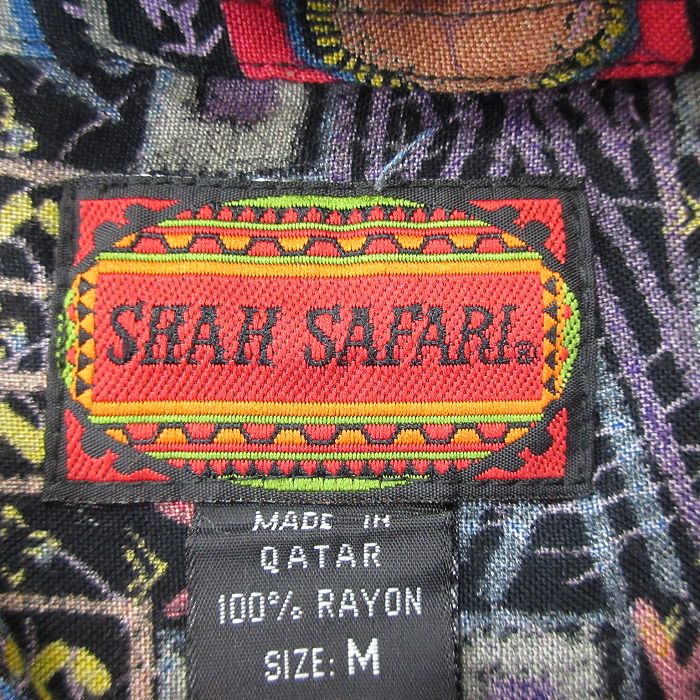 SHAH SAFARI®
MADE IN
QATAR
100% RAYON
SIZE: M